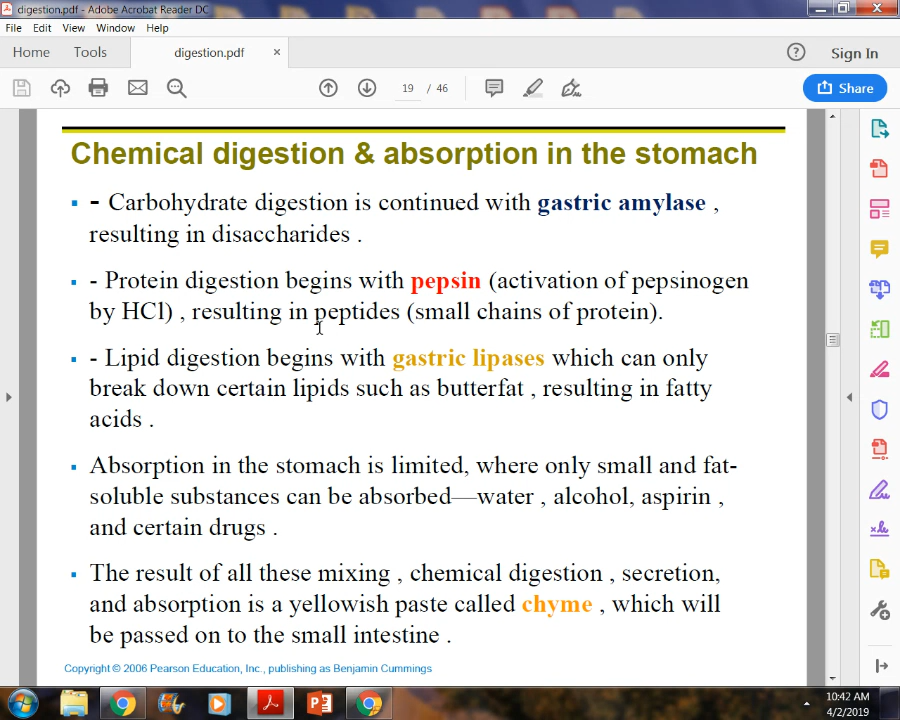 digestion.pdf - Adobe Acrobat Reader DC
File Edit View Window Help
Home Tools digestion.pdf × Sign In
19 / 46 Share
Chemical digestion & absorption in the stomach
- Carbohydrate digestion is continued with gastric amylase ,
resulting in disaccharides .
- Protein digestion begins with pepsin (activation of pepsinogen
by HCl) , resulting in peptides (small chains of protein).
- Lipid digestion begins with gastric lipases which can only
break down certain lipids such as butterfat , resulting in fatty
acids .
Absorption in the stomach is limited, where only small and fat-
soluble substances can be absorbed—water , alcohol, aspirin ,
and certain drugs .
The result of all these mixing , chemical digestion , secretion,
and absorption is a yellowish paste called chyme , which will
be passed on to the small intestine .
Copyright © 2006 Pearson Education, Inc., publishing as Benjamin Cummings
10:42 AM
4/2/2019